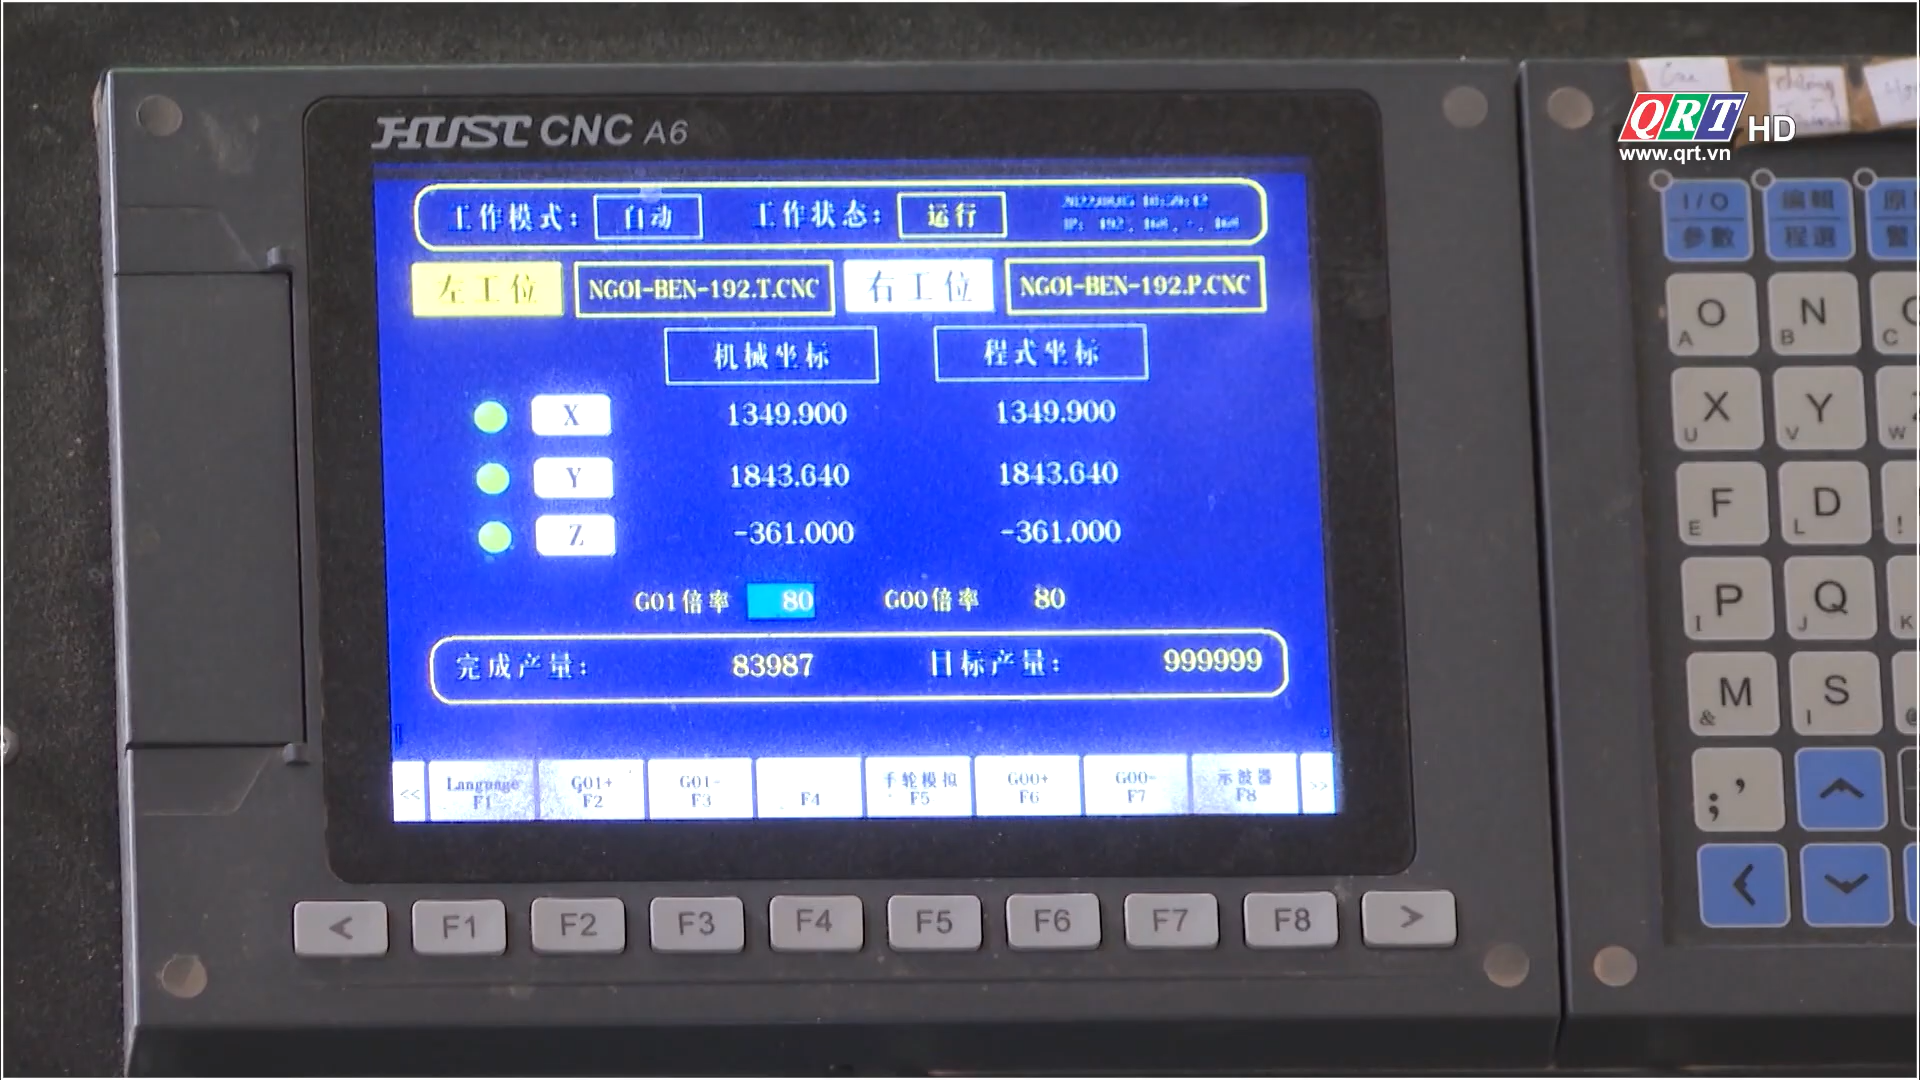 HUST CNC A6
QRT HD
www.qrt.vn
工作模式: 自动 工作状态: 运行
左工位 NGOI-BEN-192.T.CNC 右工位 NGOI-BEN-192.P.CNC
机械坐标 程式坐标
X 1349.900 1349.900
Y 1843.640 1843.640
Z -361.000 -361.000
G01倍率 80 G00倍率 80
完成产量: 83987 目标产量: 999999
<< Language F1 G01+ F2 G01- F3 F4 手轮模拟 F5 G00+ F6 G00- F7 示波器 F8 >>
< F1 F2 F3 F4 F5 F6 F7 F8 >
I/O 參數 編輯 程選
O A N B C
X U Y V W
F E D L !
P I Q J K
M & S I
; ,